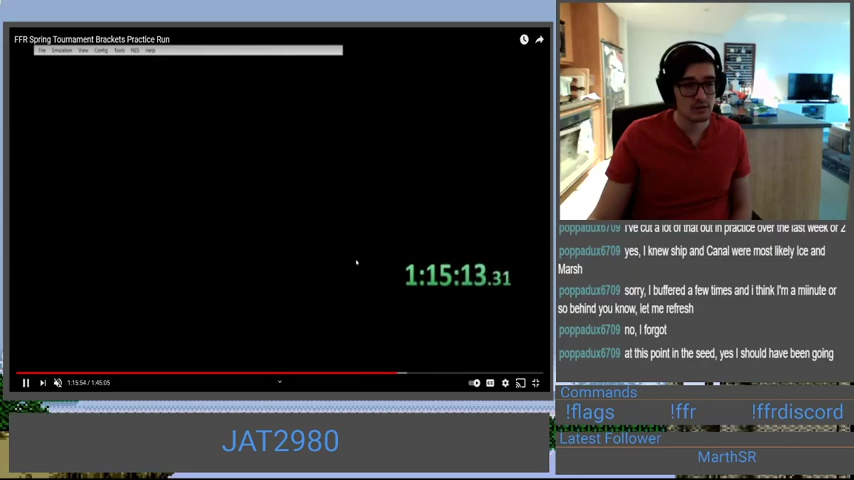 FFR Spring Tournament Brackets Practice Run
File Emulation View Config Tools NES Help
1:15:13.31
1:15:54 / 1:45:05
JAT2980
poppadux6709 I've cut a lot of that out in practice over the last week or 2
poppadux6709 yes, I knew ship and Canal were most likely Ice and
Marsh
poppadux6709 sorry, I buffered a few times and i think I'm a miinute or
so behind you know, let me refresh
poppadux6709 no, I forgot
poppadux6709 at this point in the seed, yes I should have been going
Commands
!flags !ffr !ffrdiscord
Latest Follower
MarthSR